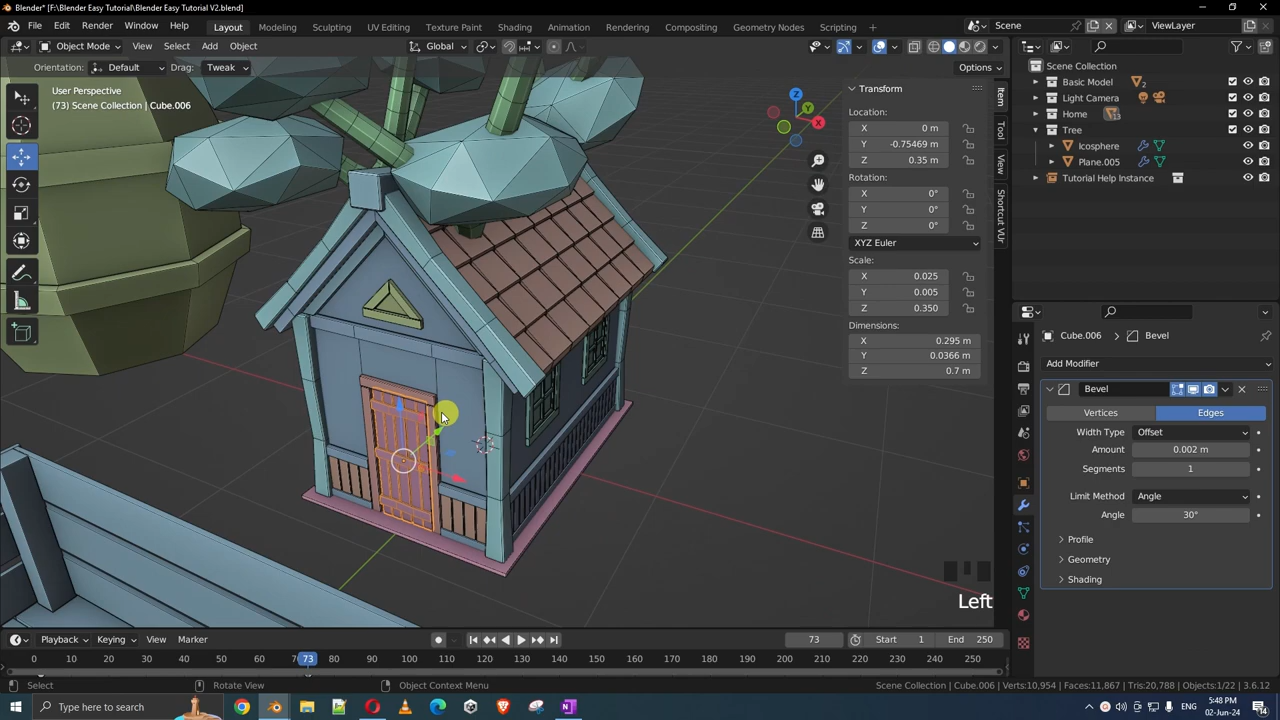 Blender* [F:\Blender Easy Tutorial\Blender Easy Tutorial V2.blend]
File Edit Render Window Help Layout Modeling Sculpting UV Editing Texture Paint Shading Animation Rendering Compositing Geometry Nodes Scripting + Scene ViewLayer
Object Mode View Select Add Object Global
Orientation: Default Drag: Tweak Options
User Perspective
(73) Scene Collection | Cube.006
Z
Y
X
Transform
Location:
X 0 m
Y -0.75469 m
Z 0.35 m
Rotation:
X 0°
Y 0°
Z 0°
XYZ Euler
Scale:
X 0.025
Y 0.005
Z 0.350
Dimensions:
X 0.295 m
Y 0.0366 m
Z 0.7 m
Item
Tool
View
Shortcut VUr
Scene Collection
Basic Model 2
Light Camera
Home 13
Tree
Icosphere
Plane.005
Tutorial Help Instance
Cube.006 Bevel
Add Modifier
Bevel
Vertices Edges
Width Type Offset
Amount 0.002 m
Segments 1
Limit Method Angle
Angle 30°
Profile
Geometry
Shading
Left
Playback Keying View Marker 73 Start 1 End 250
0 10 20 30 40 50 60 70 73 80 90 100 110 120 130 140 150 160 170 180 190 200 210 220 230 240 250
Select Rotate View Object Context Menu Scene Collection | Cube.006 | Verts:10,954 | Faces:11,867 | Tris:20,788 | Objects:1/22 | 3.6.12
Type here to search
5:48 PM
02-Jun-24